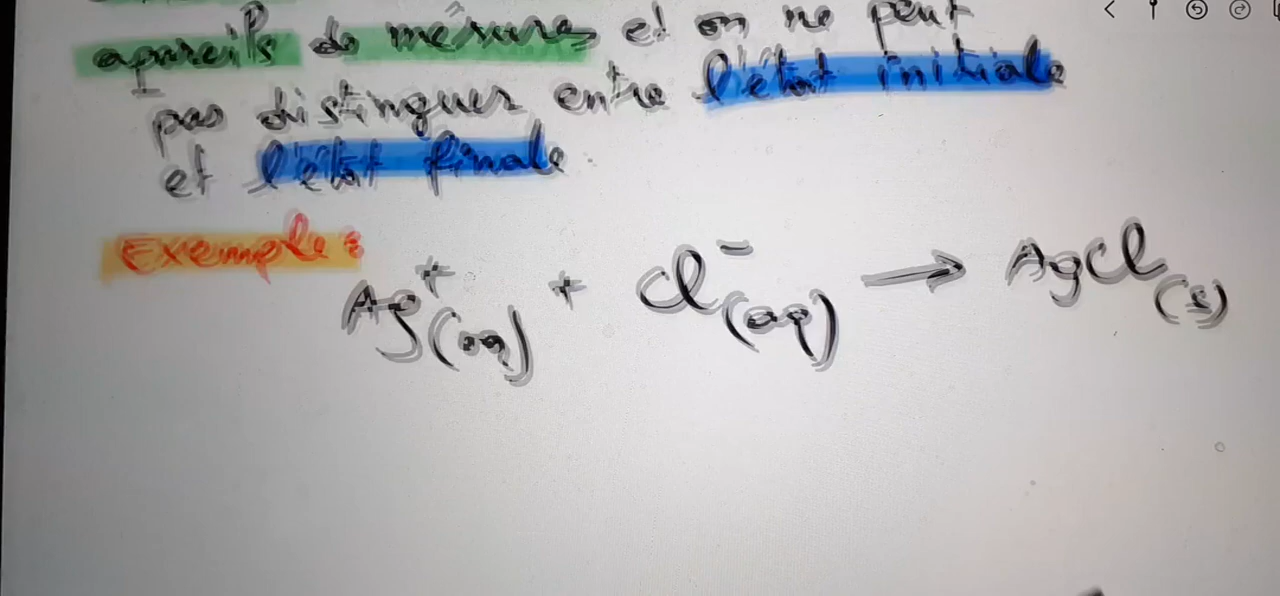 appareils de mésures et on ne peut
pas distinguer entre l'état initiale
et l'état finale.
Exemple :
Ag⁺(aq) + Cl⁻(aq) → AgCl(s)